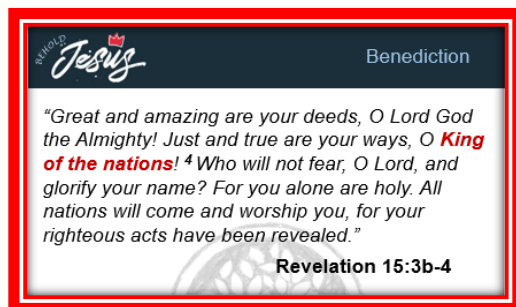 BEHOLD
Jesus
Benediction
“Great and amazing are your deeds, O Lord God
the Almighty! Just and true are your ways, O King
of the nations! 4 Who will not fear, O Lord, and
glorify your name? For you alone are holy. All
nations will come and worship you, for your
righteous acts have been revealed.”
Revelation 15:3b-4